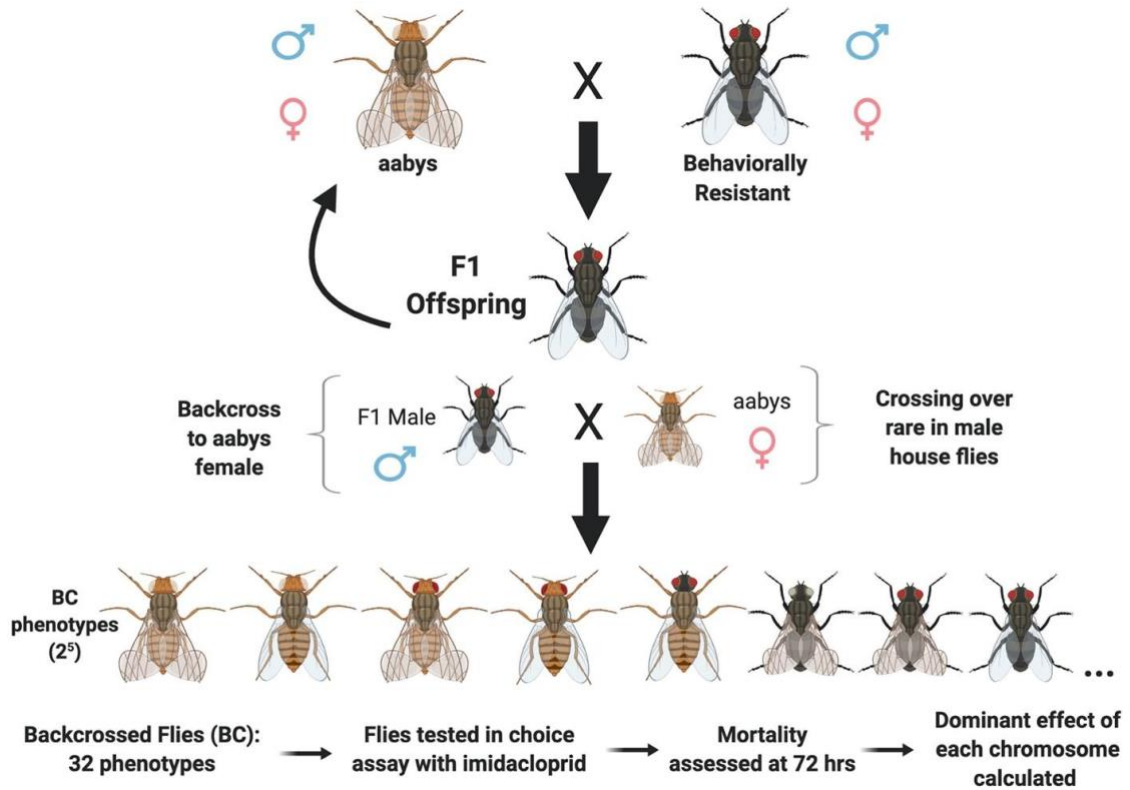 ♂
♀
aabys
X
♂
♀
Behaviorally
Resistant
F1
Offspring
Backcross
to aabys
female
F1 Male
♂
X
aabys
♀
Crossing over
rare in male
house flies
BC
phenotypes
(2⁵)
...
Backcrossed Flies (BC):
32 phenotypes
Flies tested in choice
assay with imidacloprid
Mortality
assessed at 72 hrs
Dominant effect of
each chromosome
calculated